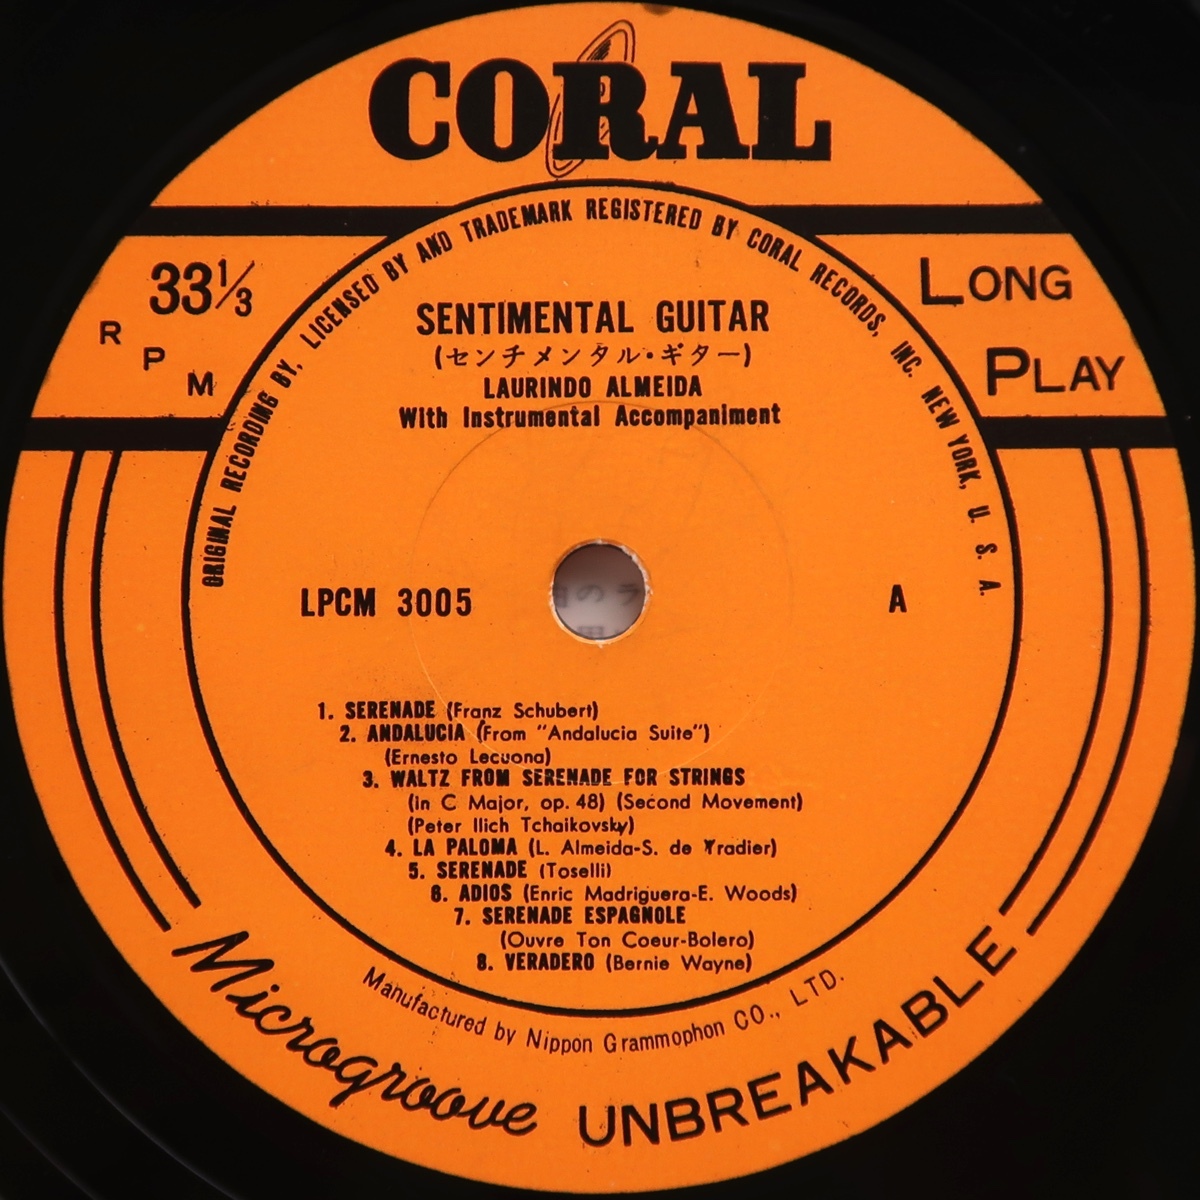 CORAL
ORIGINAL RECORDING BY, LICENSED BY AND TRADEMARK REGISTERED BY CORAL RECORDS, INC. NEW YORK, U. S. A.
33 1/3
RPM
LONG
PLAY
SENTIMENTAL GUITAR
(センチメンタル・ギター)
LAURINDO ALMEIDA
With Instrumental Accompaniment
LPCM 3005
A
1. SERENADE (Franz Schubert)
2. ANDALUCIA (From "Andalucia Suite")
(Ernesto Lecuona)
3. WALTZ FROM SERENADE FOR STRINGS
(in C Major, op. 48) (Second Movement)
(Peter Ilich Tchaikovsky)
4. LA PALOMA (L. Almeida-S. de Yradier)
5. SERENADE (Toselli)
6. ADIOS (Enric Madriguera-E. Woods)
7. SERENADE ESPAGNOLE
(Ouvre Ton Coeur-Bolero)
8. VERADERO (Bernie Wayne)
Manufactured by Nippon Grammophon CO., LTD.
Microgroove UNBREAKABLE